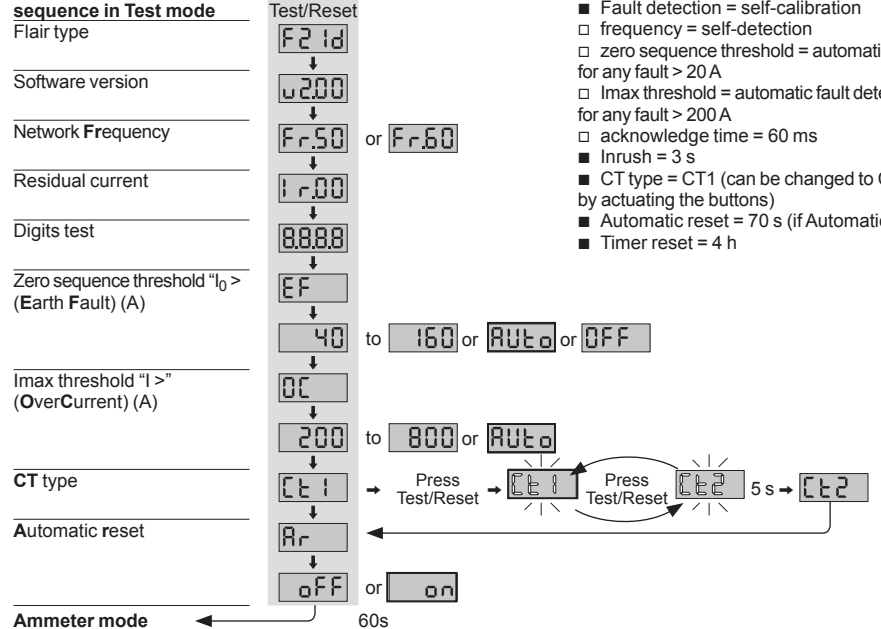 sequence in Test mode
Test/Reset
Flair type
F21d
Software version
v2.00
Network Frequency
Fr.50 or Fr.60
Residual current
Ir.00
Digits test
8.8.8.8
Zero sequence threshold “I0 >
(Earth Fault) (A)
EF
40 to 160 or AUto or OFF
Imax threshold “I >”
(OverCurrent) (A)
OC
200 to 800 or AUto
CT type
Ct1
Press
Test/Reset
Ct1
Press
Test/Reset
Ct2
5 s
Ct2
Automatic reset
Ar
oFF or on
Ammeter mode
60s
■ Fault detection = self-calibration
□ frequency = self-detection
□ zero sequence threshold =
for any fault > 20 A
□ Imax threshold = automatic fault
for any fault > 200 A
□ acknowledge time = 60 ms
■ Inrush = 3 s
■ CT type = CT1 (can be changed to
by actuating the buttons)
■ Automatic reset = 70 s (if
■ Timer reset = 4 h